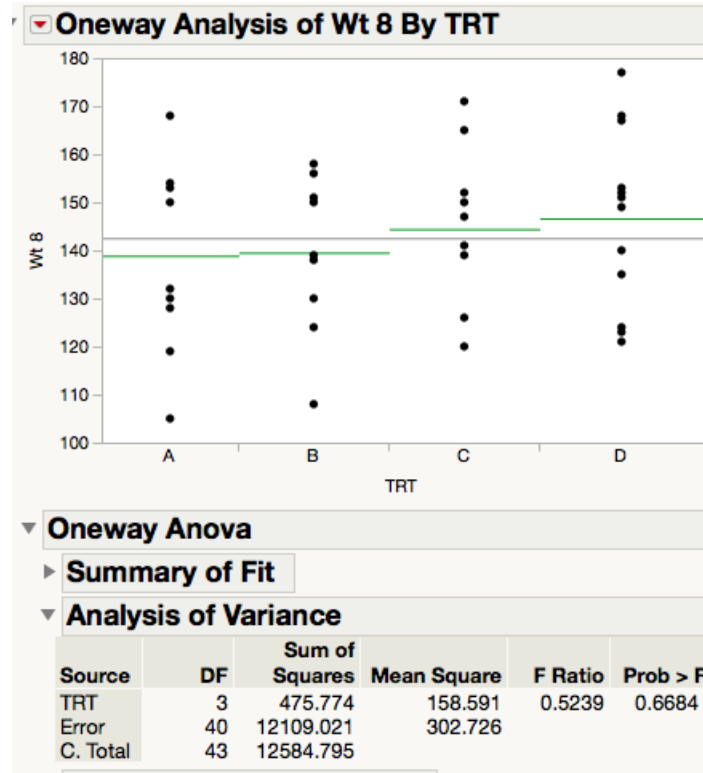 Oneway Analysis of Wt 8 By TRT
180
170
160
150
140
130
120
110
100
Wt 8
A B C D
TRT
Oneway Anova
Summary of Fit
Analysis of Variance
Sum of
Source DF Squares Mean Square F Ratio Prob > F
TRT 3 475.774 158.591 0.5239 0.6684
Error 40 12109.021 302.726
C. Total 43 12584.795